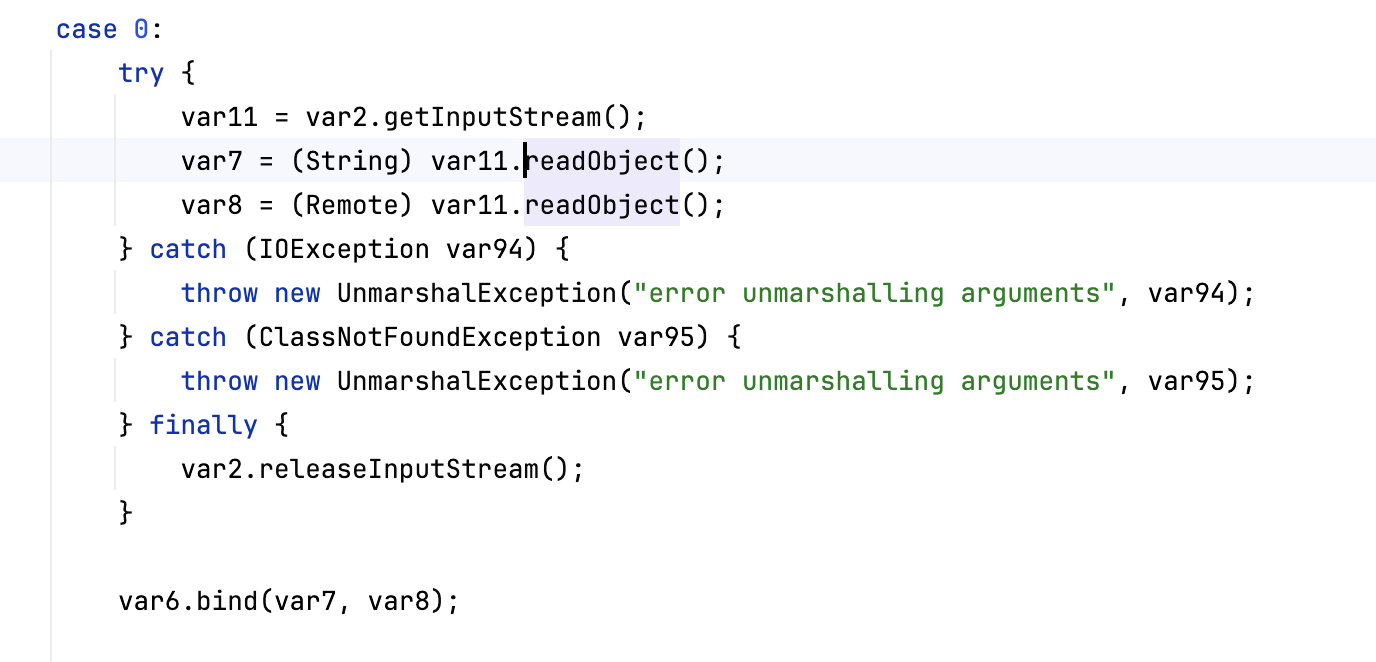 case 0:
try {
var11 = var2.getInputStream();
var7 = (String) var11.readObject();
var8 = (Remote) var11.readObject();
} catch (IOException var94) {
throw new UnmarshalException("error unmarshalling arguments", var94);
} catch (ClassNotFoundException var95) {
throw new UnmarshalException("error unmarshalling arguments", var95);
} finally {
var2.releaseInputStream();
}
var6.bind(var7, var8);